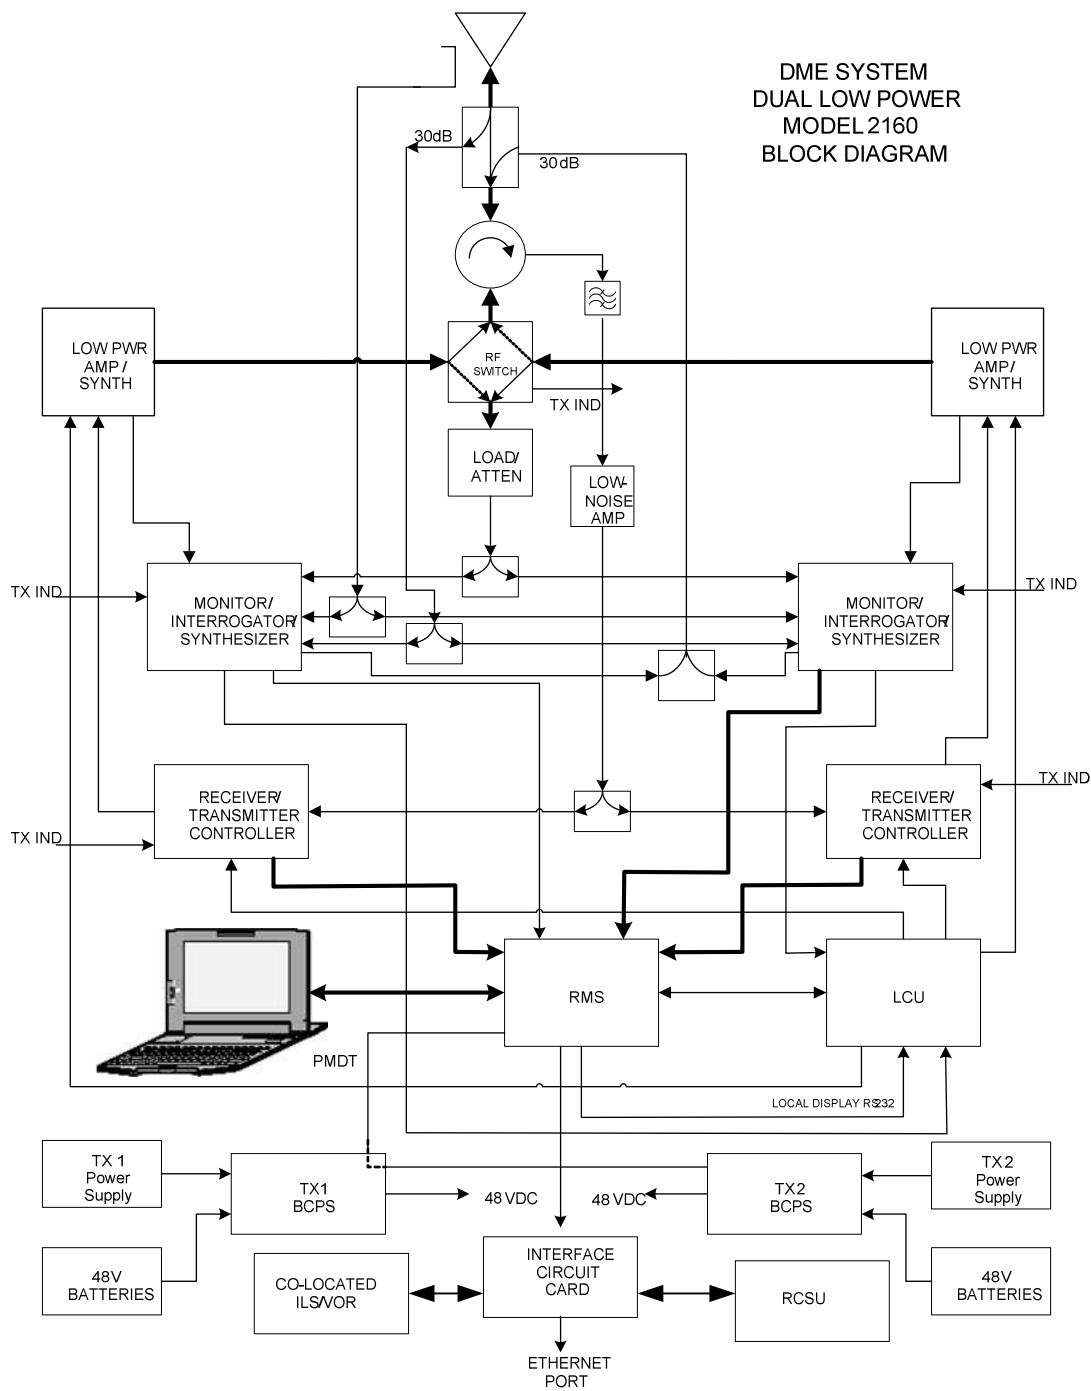 DME SYSTEM
DUAL LOW POWER
MODEL 2160
BLOCK DIAGRAM
30dB
30dB
LOW PWR
AMP/
SYNTH
RF
SWITCH
LOW PWR
AMP/
SYNTH
TX IND
LOAD/
ATTEN
LOW-
NOISE
AMP
TX IND
MONITOR/
INTERROGATOR/
SYNTHESIZER
MONITOR/
INTERROGATOR/
SYNTHESIZER
TX IND
RECEIVER/
TRANSMITTER
CONTROLLER
RECEIVER/
TRANSMITTER
CONTROLLER
TX IND
TX IND
RMS
LCU
PMDT
LOCAL DISPLAY RS232
TX 1
Power
Supply
TX1
BCPS
48 VDC
48 VDC
TX2
BCPS
TX 2
Power
Supply
48V
BATTERIES
CO-LOCATED
ILS/VOR
INTERFACE
CIRCUIT
CARD
RCSU
48V
BATTERIES
ETHERNET
PORT